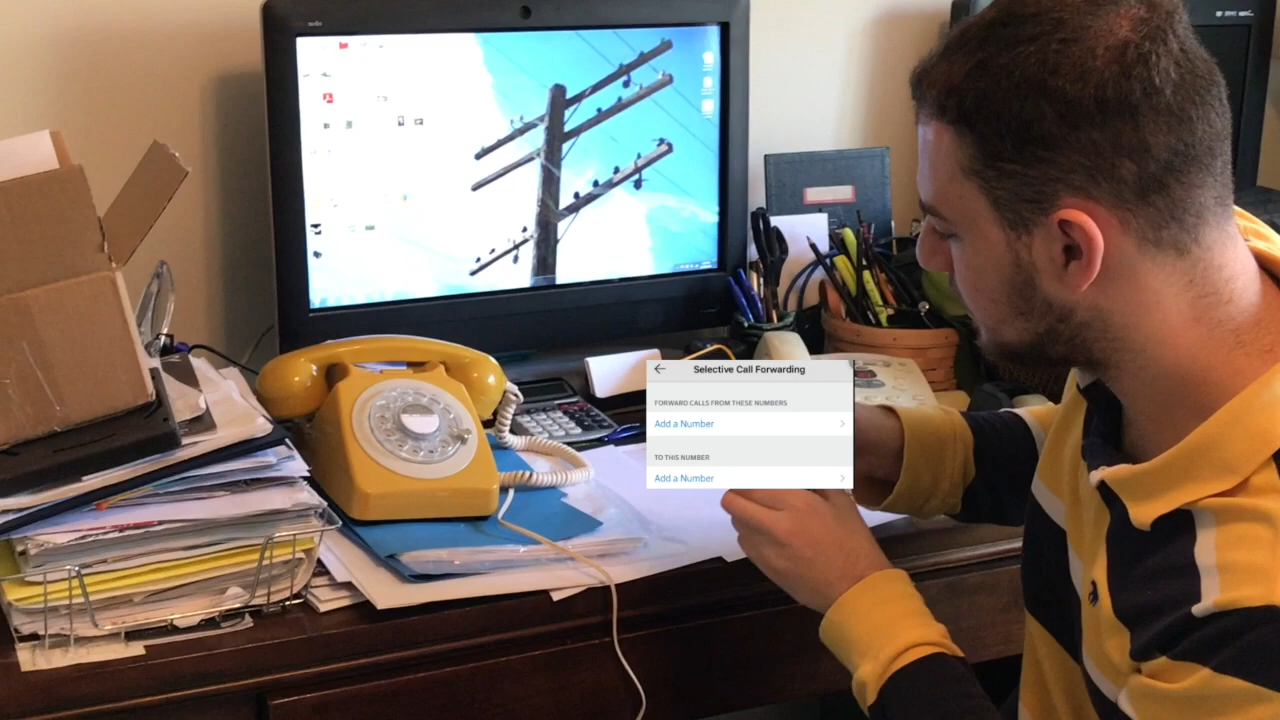 Selective Call Forwarding
FORWARD CALLS FROM THESE NUMBERS
Add a Number
TO THIS NUMBER
Add a Number